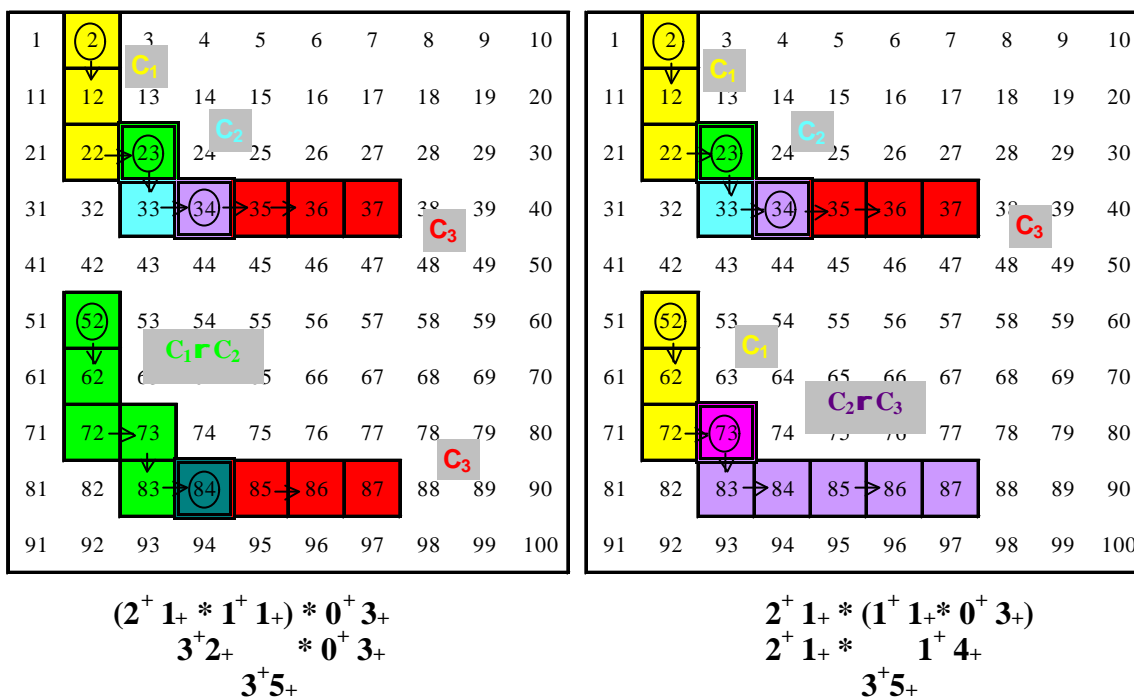 1 2 3 4 5 6 7 8 9 10
C₁
11 12 13 14 15 16 17 18 19 20
C₂
21 22 23 24 25 26 27 28 29 30
31 32 33 34 35 36 37 38 39 40
C₃
41 42 43 44 45 46 47 48 49 50
51 52 53 54 55 56 57 58 59 60
C₁ r C₂
61 62 65 66 67 68 69 70
71 72 73 74 75 76 77 78 79 80
C₃
81 82 83 84 85 86 87 88 89 90
91 92 93 94 95 96 97 98 99 100
(2⁺ 1₊ * 1⁺ 1₊) * 0⁺ 3₊
3⁺2₊ * 0⁺ 3₊
3⁺5₊
1 2 3 4 5 6 7 8 9 10
C₁
11 12 13 14 15 16 17 18 19 20
C₂
21 22 23 24 25 26 27 28 29 30
31 32 33 34 35 36 37 38 39 40
C₃
41 42 43 44 45 46 47 48 49 50
51 52 53 54 55 56 57 58 59 60
C₁
61 62 63 64 65 66 67 68 69 70
C₂ r C₃
71 72 73 74 75 76 77 78 79 80
81 82 83 84 85 86 87 88 89 90
91 92 93 94 95 96 97 98 99 100
2⁺ 1₊ * (1⁺ 1₊* 0⁺ 3₊)
2⁺ 1₊ * 1⁺ 4₊
3⁺5₊